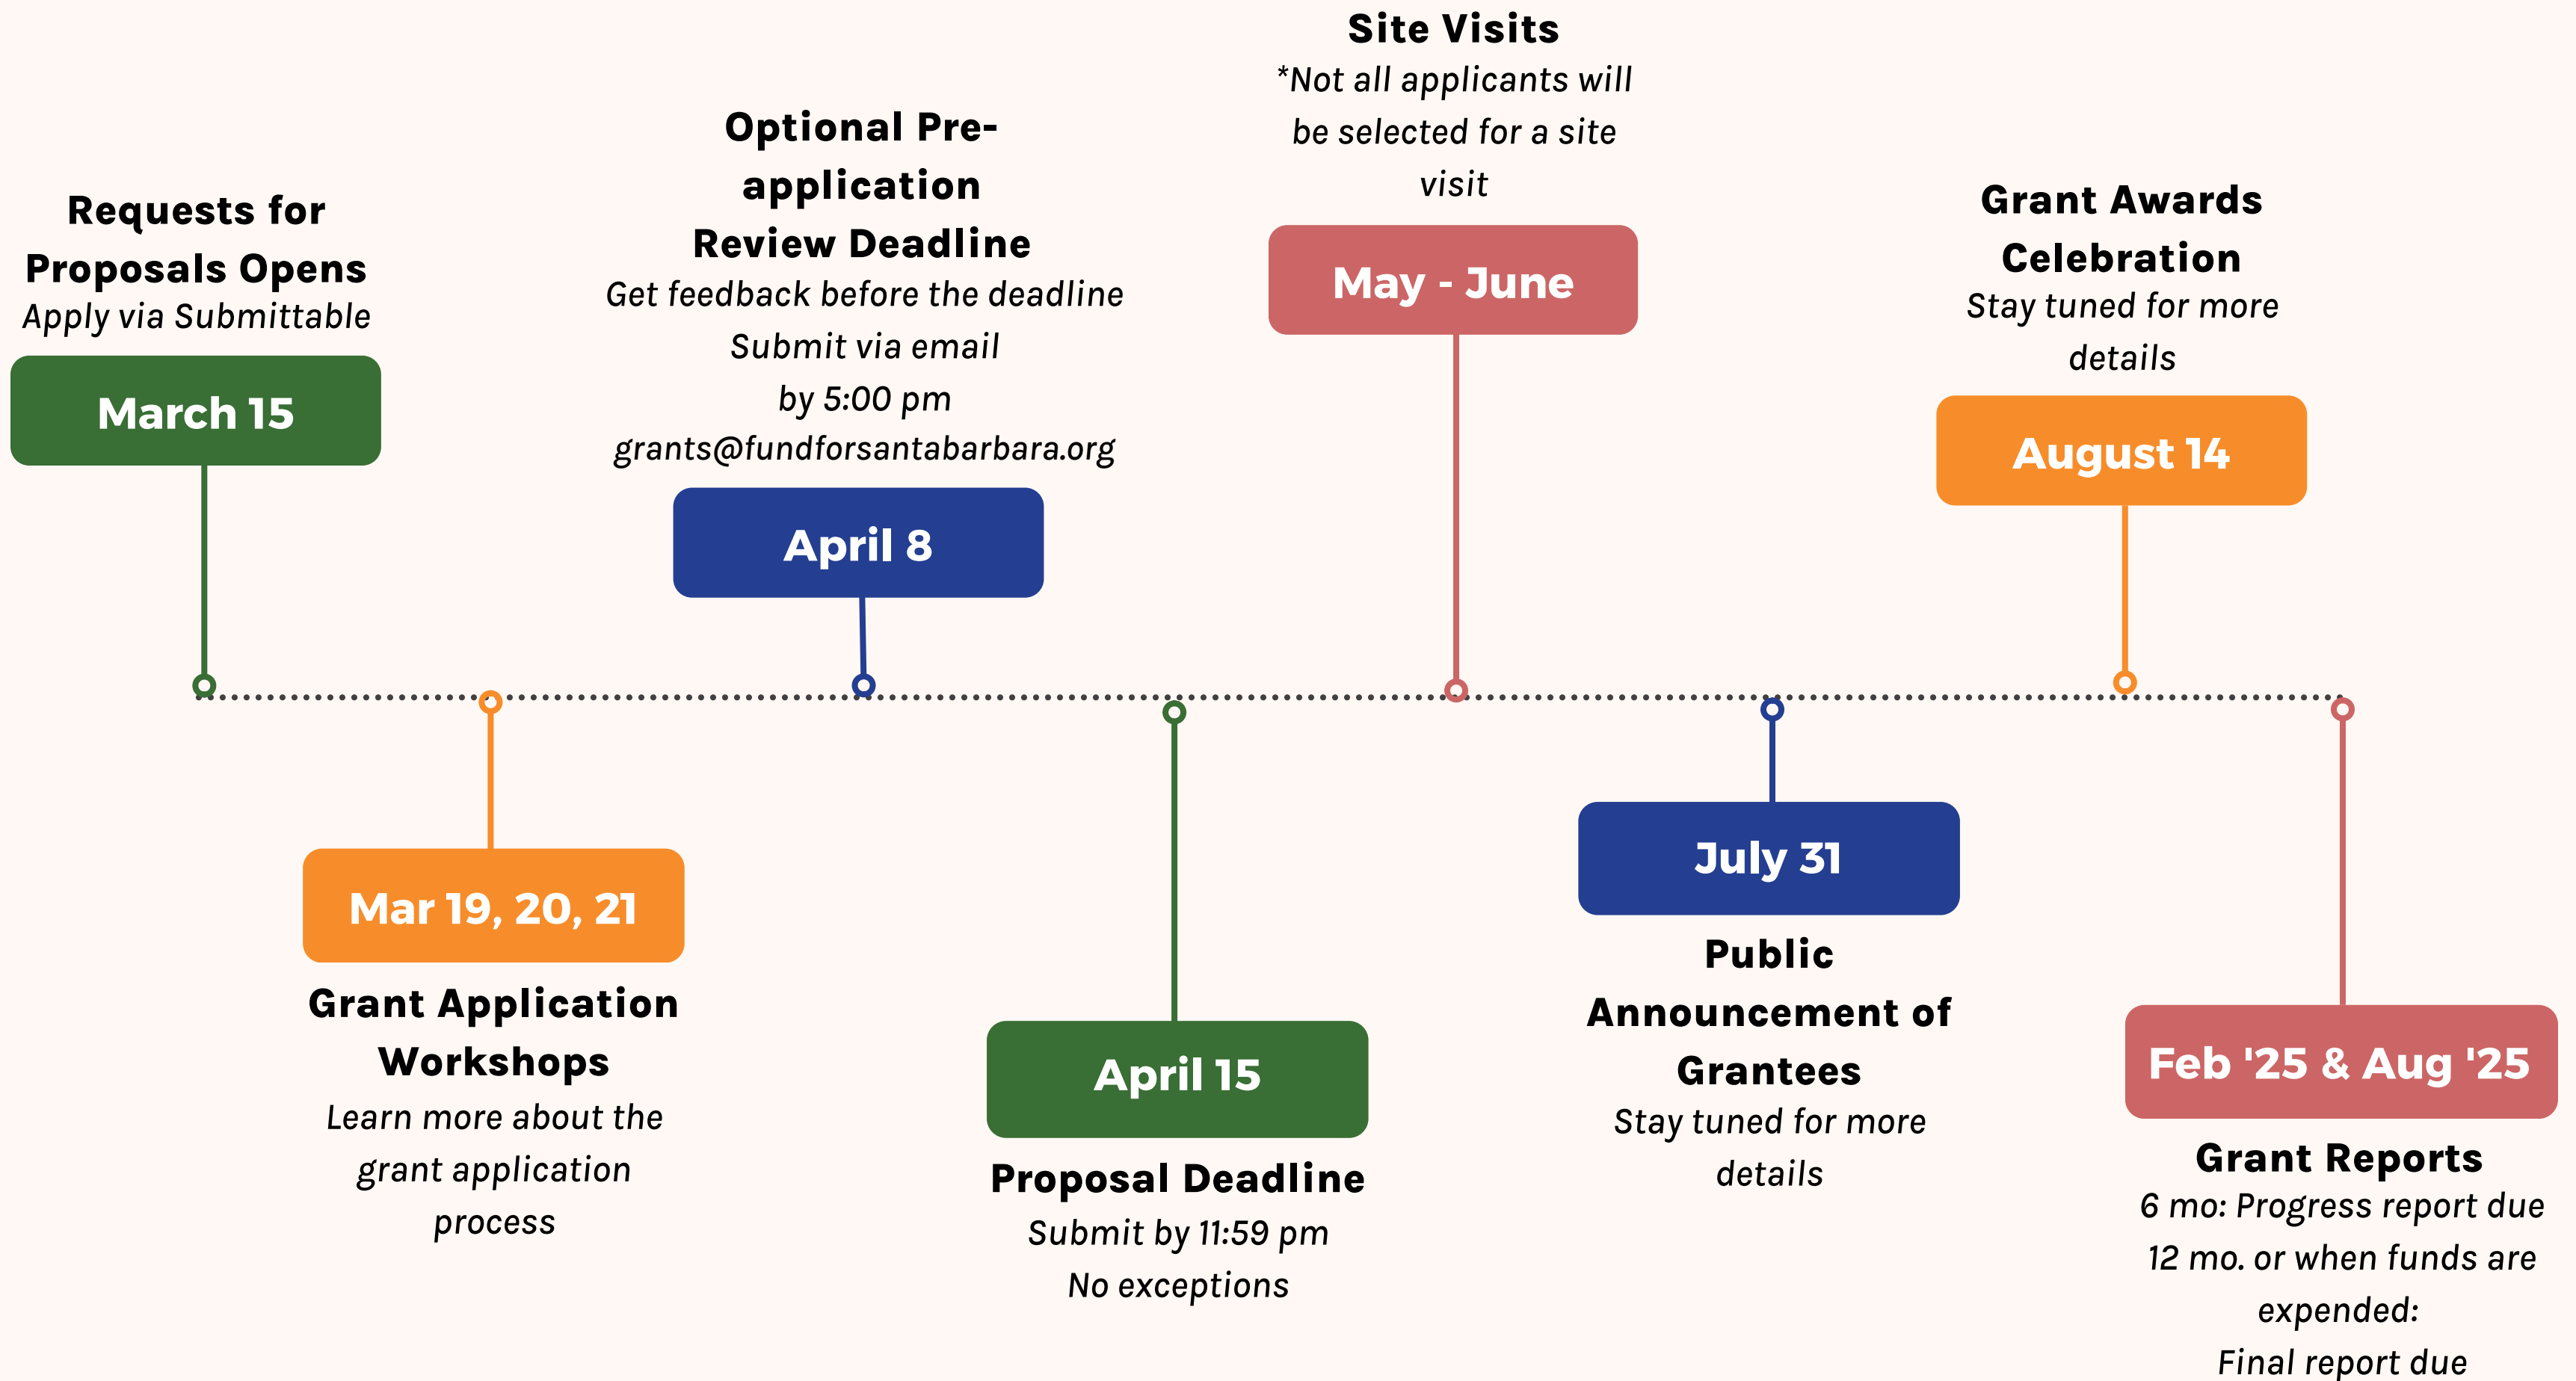 Requests for
Proposals Opens
Apply via Submittable
March 15
Mar 19, 20, 21
Grant Application
Workshops
Learn more about the
grant application
process
Optional Pre-
application
Review Deadline
Get feedback before the deadline
Submit via email
by 5:00 pm
grants@fundforsantabarbara.org
April 8
April 15
Proposal Deadline
Submit by 11:59 pm
No exceptions
Site Visits
*Not all applicants will
be selected for a site
visit
May - June
July 31
Public
Announcement of
Grantees
Stay tuned for more
details
Grant Awards
Celebration
Stay tuned for more
details
August 14
Feb '25 & Aug '25
Grant Reports
6 mo: Progress report due
12 mo. or when funds are
expended:
Final report due